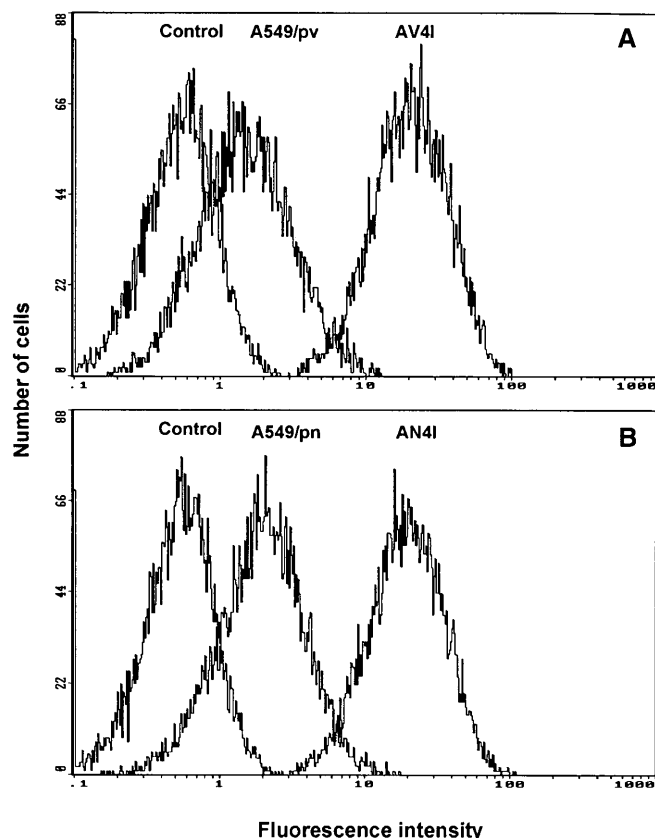 Control A549/pv AV4I A
88
66
44
22
0
.1 1 10 100 1000
Number of cells
Control A549/pn AN4I B
88
66
44
22
0
.1 1 10 100 1000
Fluorescence intensity